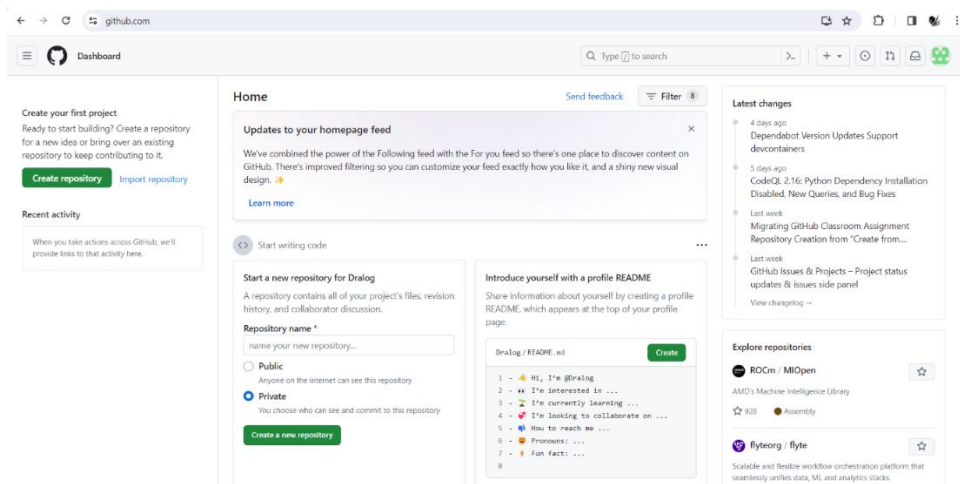 github.com
Dashboard
Type / to search
Create your first project
Ready to start building? Create a repository
for a new idea or bring over an existing
repository to keep contributing to it.
Create repository
Import repository
Recent activity
When you take actions across GitHub, we'll
provide links to that activity here.
Home
Send feedback
Filter 8
Updates to your homepage feed
We've combined the power of the Following feed with the For you feed so there's one place to discover content on
GitHub. There's improved filtering so you can customize your feed exactly how you like it, and a shiny new visual
design. ✨
Learn more
Start writing code
Start a new repository for Dralog
A repository contains all of your project's files, revision
history, and collaborator discussion.
Repository name *
name your new repository...
Public
Anyone on the internet can see this repository
Private
You choose who can see and commit to this repository
Create a new repository
Introduce yourself with a profile README
Share information about yourself by creating a profile
README, which appears at the top of your profile
page.
Dralog / README.md
Create
1 - 👋 Hi, I'm @Dralog
2 - 👀 I'm interested in ...
3 - 🌱 I'm currently learning ...
4 - 💞️ I'm looking to collaborate on ...
5 - 📫 How to reach me ...
6 - 😄 Pronouns: ...
7 - ⚡ Fun fact: ...
8
Latest changes
4 days ago
Dependabot Version Updates Support
devcontainers
5 days ago
CodeQL 2.16: Python Dependency Installation
Disabled, New Queries, and Bug Fixes
Last week
Migrating GitHub Classroom Assignment
Repository Creation from "Create from...
Last week
GitHub Issues & Projects – Project status
updates & issues side panel
View changelog →
Explore repositories
ROCm / MIOpen
AMD's Machine Intelligence Library
928 Assembly
flyteorg / flyte
Scalable and flexible workflow orchestration platform that
seamlessly unifies data, ML and analytics stacks.